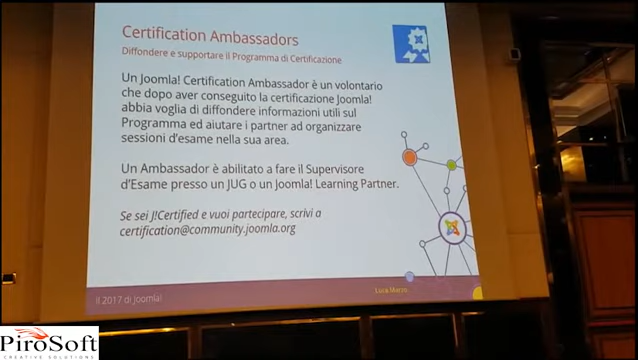 Certification Ambassadors
Diffondere e supportare il Programma di Certificazione
Un Joomla! Certification Ambassador è un volontario
che dopo aver conseguito la certificazione Joomla!
abbia voglia di diffondere informazioni utili sul
Programma ed aiutare i partner ad organizzare
sessioni d'esame nella sua area.
Un Ambassador è abilitato a fare il Supervisore
d'Esame presso un JUG o un Joomla! Learning Partner.
Se sei J!Certified e vuoi partecipare, scrivi a
certification@community.joomla.org
Il 2017 di Joomla!
Luca Marzo
PiroSoft
CREATIVE SOLUTIONS